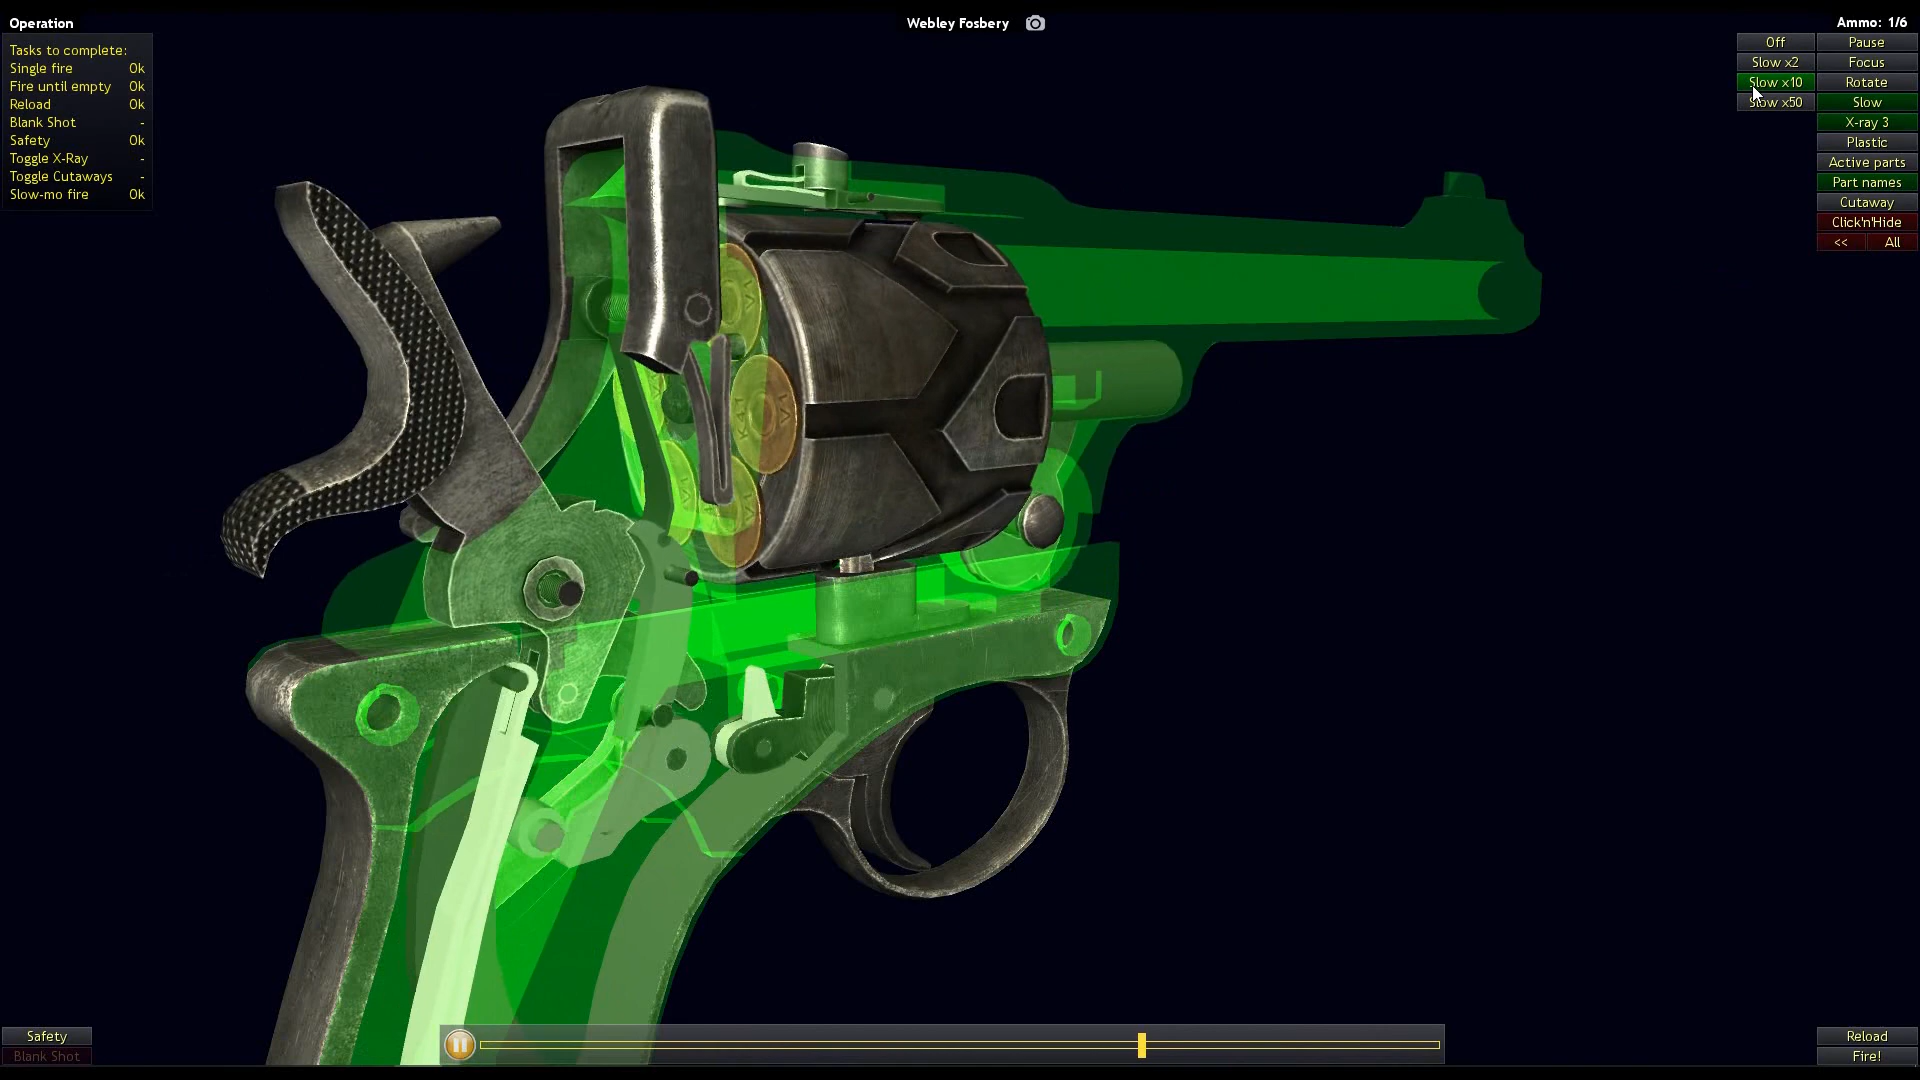 Operation
Webley Fosbery
Ammo: 1/6
Tasks to complete:
Single fire Ok
Fire until empty Ok
Reload Ok
Blank Shot -
Safety Ok
Toggle X-Ray -
Toggle Cutaways -
Slow-mo fire Ok
Off
Slow x2
Slow x10
Slow x50
Pause
Focus
Rotate
Slow
X-ray 3
Plastic
Active parts
Part names
Cutaway
Click'n'Hide
<< All
Safety
Blank Shot
Reload
Fire!